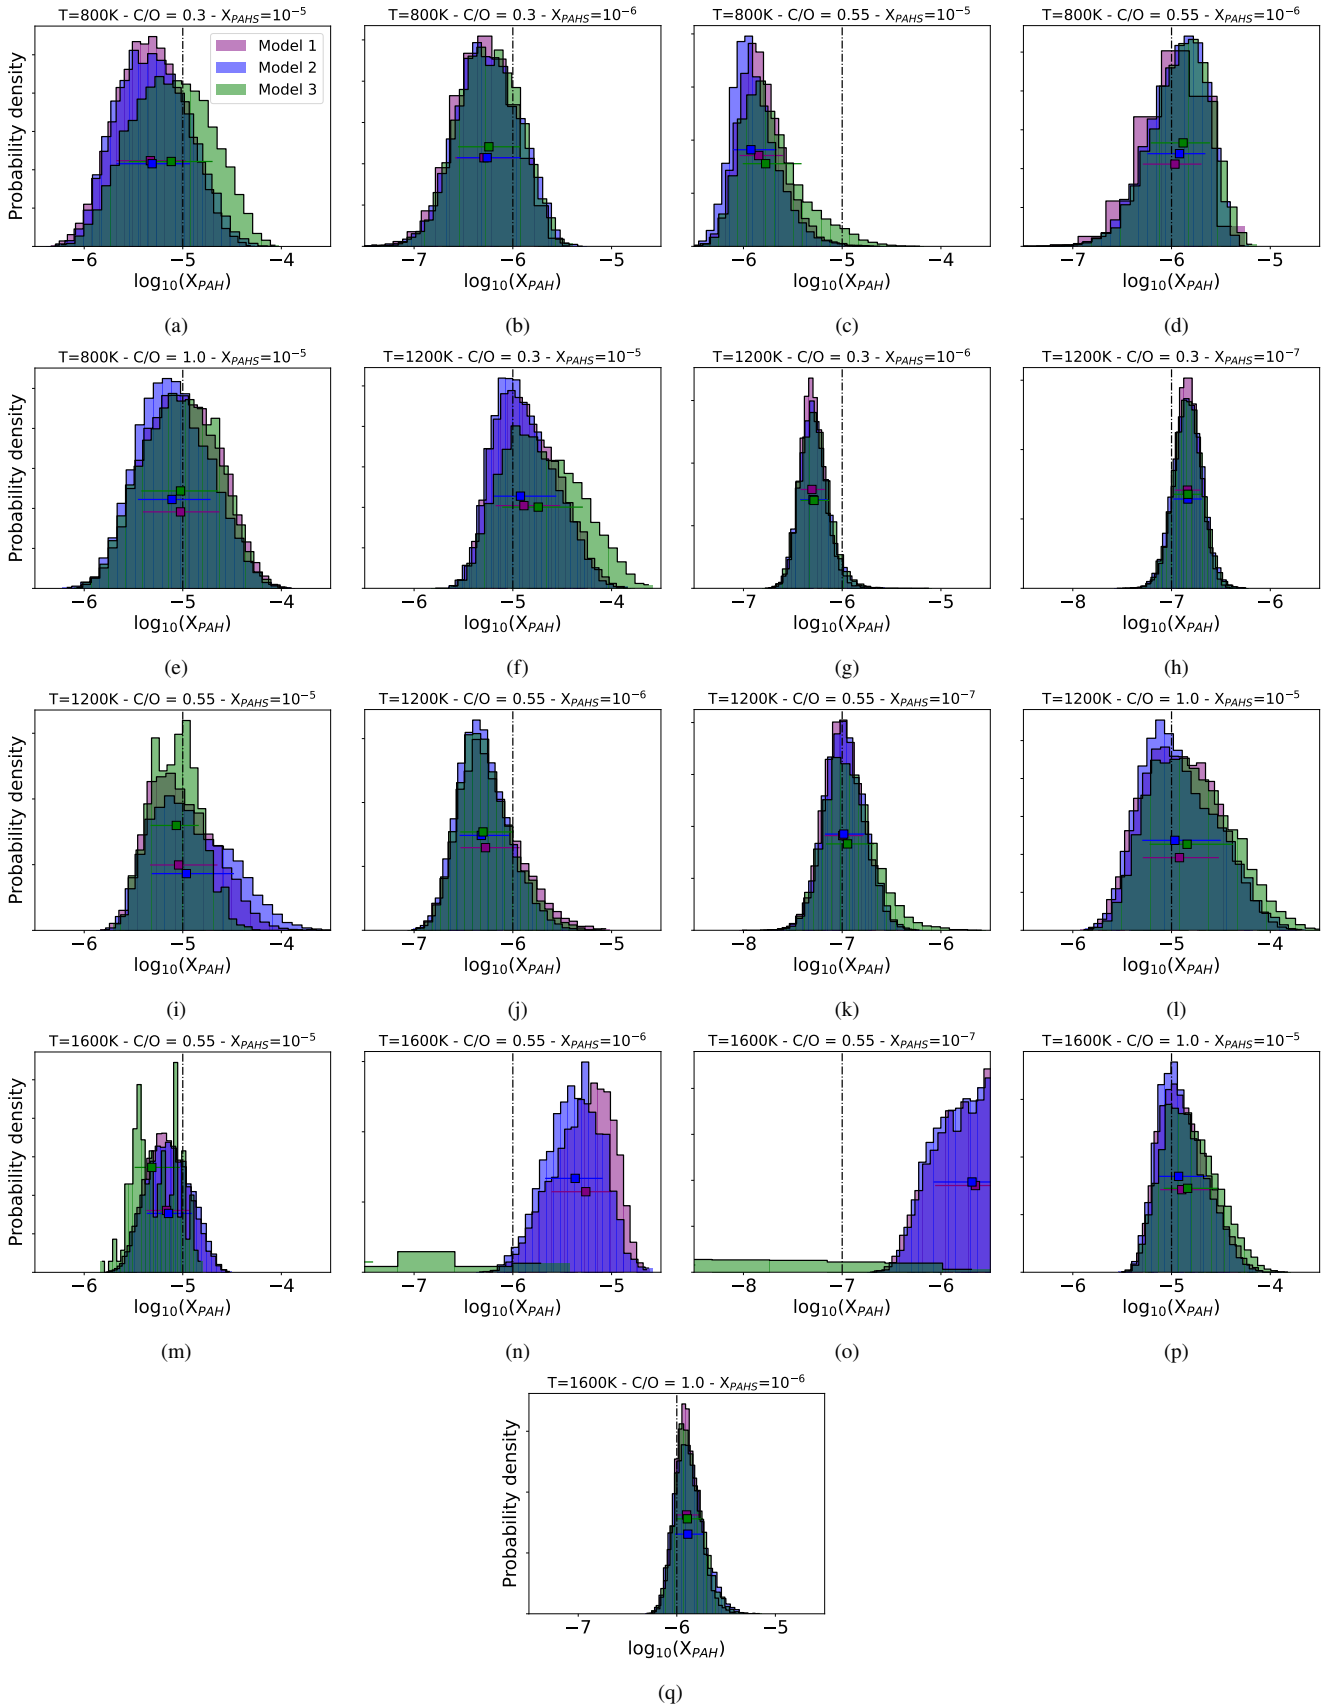 T=800K - C/O = 0.3 - X_PAHS=10^-5
T=800K - C/O = 0.3 - X_PAHS=10^-6
T=800K - C/O = 0.55 - X_PAHS=10^-5
T=800K - C/O = 0.55 - X_PAHS=10^-6
Model 1
Model 2
Model 3
Probability density
−6 −5 −4
−7 −6 −5
−6 −5 −4
−7 −6 −5
log10(X_PAH)
log10(X_PAH)
log10(X_PAH)
log10(X_PAH)
(a)
(b)
(c)
(d)
T=800K - C/O = 1.0 - X_PAHS=10^-5
T=1200K - C/O = 0.3 - X_PAHS=10^-5
T=1200K - C/O = 0.3 - X_PAHS=10^-6
T=1200K - C/O = 0.3 - X_PAHS=10^-7
Probability density
−6 −5 −4
−6 −5 −4
−7 −6 −5
−8 −7 −6
log10(X_PAH)
log10(X_PAH)
log10(X_PAH)
log10(X_PAH)
(e)
(f)
(g)
(h)
T=1200K - C/O = 0.55 - X_PAHS=10^-5
T=1200K - C/O = 0.55 - X_PAHS=10^-6
T=1200K - C/O = 0.55 - X_PAHS=10^-7
T=1200K - C/O = 1.0 - X_PAHS=10^-5
Probability density
−6 −5 −4
−7 −6 −5
−8 −7 −6
−6 −5 −4
log10(X_PAH)
log10(X_PAH)
log10(X_PAH)
log10(X_PAH)
(i)
(j)
(k)
(l)
T=1600K - C/O = 0.55 - X_PAHS=10^-5
T=1600K - C/O = 0.55 - X_PAHS=10^-6
T=1600K - C/O = 0.55 - X_PAHS=10^-7
T=1600K - C/O = 1.0 - X_PAHS=10^-5
Probability density
−6 −5 −4
−7 −6 −5
−8 −7 −6
−6 −5 −4
log10(X_PAH)
log10(X_PAH)
log10(X_PAH)
log10(X_PAH)
(m)
(n)
(o)
(p)
T=1600K - C/O = 1.0 - X_PAHS=10^-6
Probability density
−7 −6 −5
log10(X_PAH)
(q)